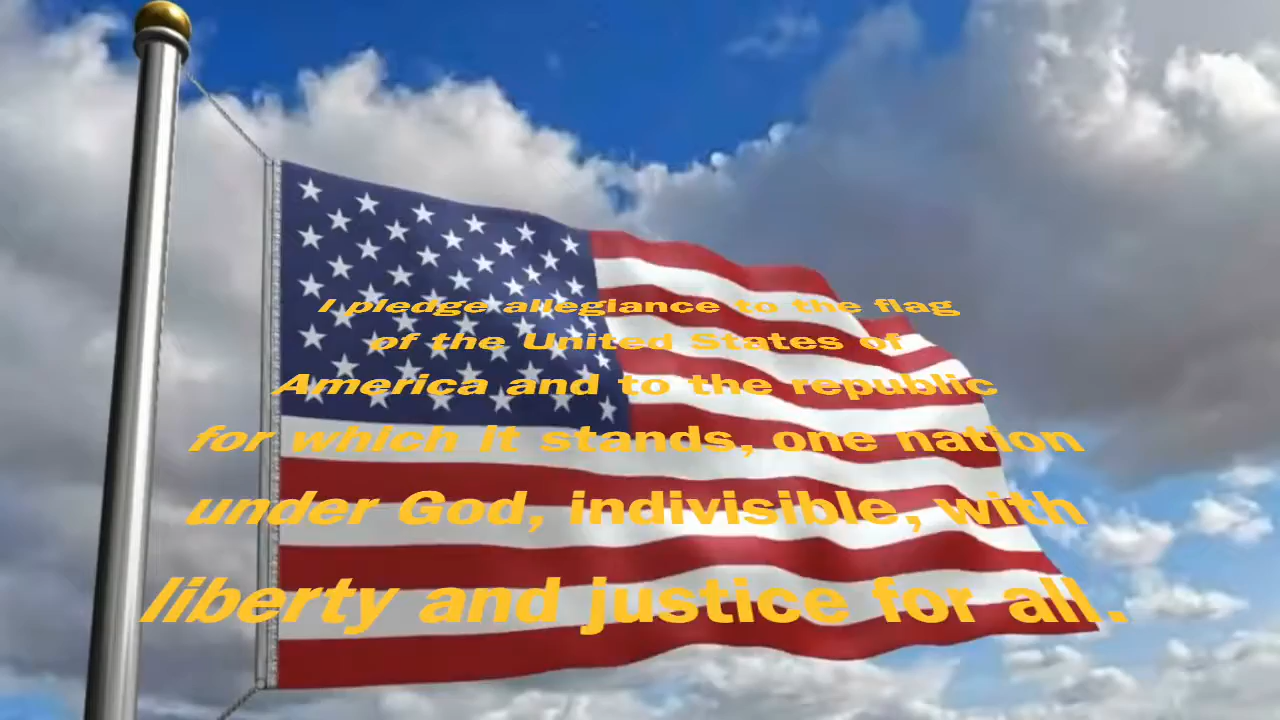 I pledge allegiance to the flag
of the United States of
America and to the republic
for which it stands, one nation
under God, indivisible, with
liberty and justice for all.